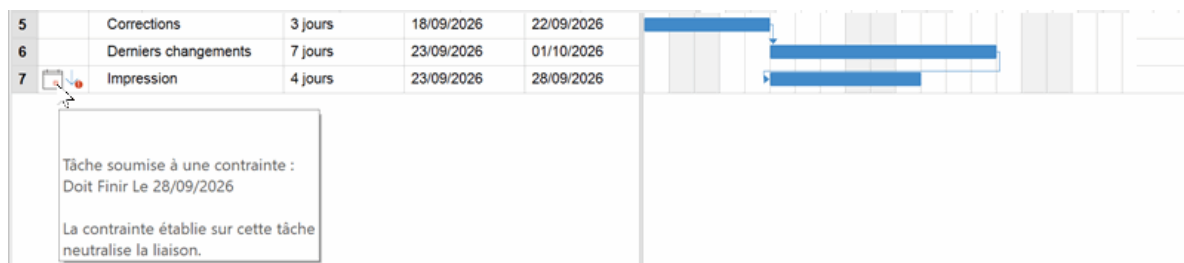 5 Corrections 3 jours 18/09/2026 22/09/2026
6 Derniers changements 7 jours 23/09/2026 01/10/2026
7 Impression 4 jours 23/09/2026 28/09/2026
Tâche soumise à une contrainte :
Doit Finir Le 28/09/2026
La contrainte établie sur cette tâche
neutralise la liaison.